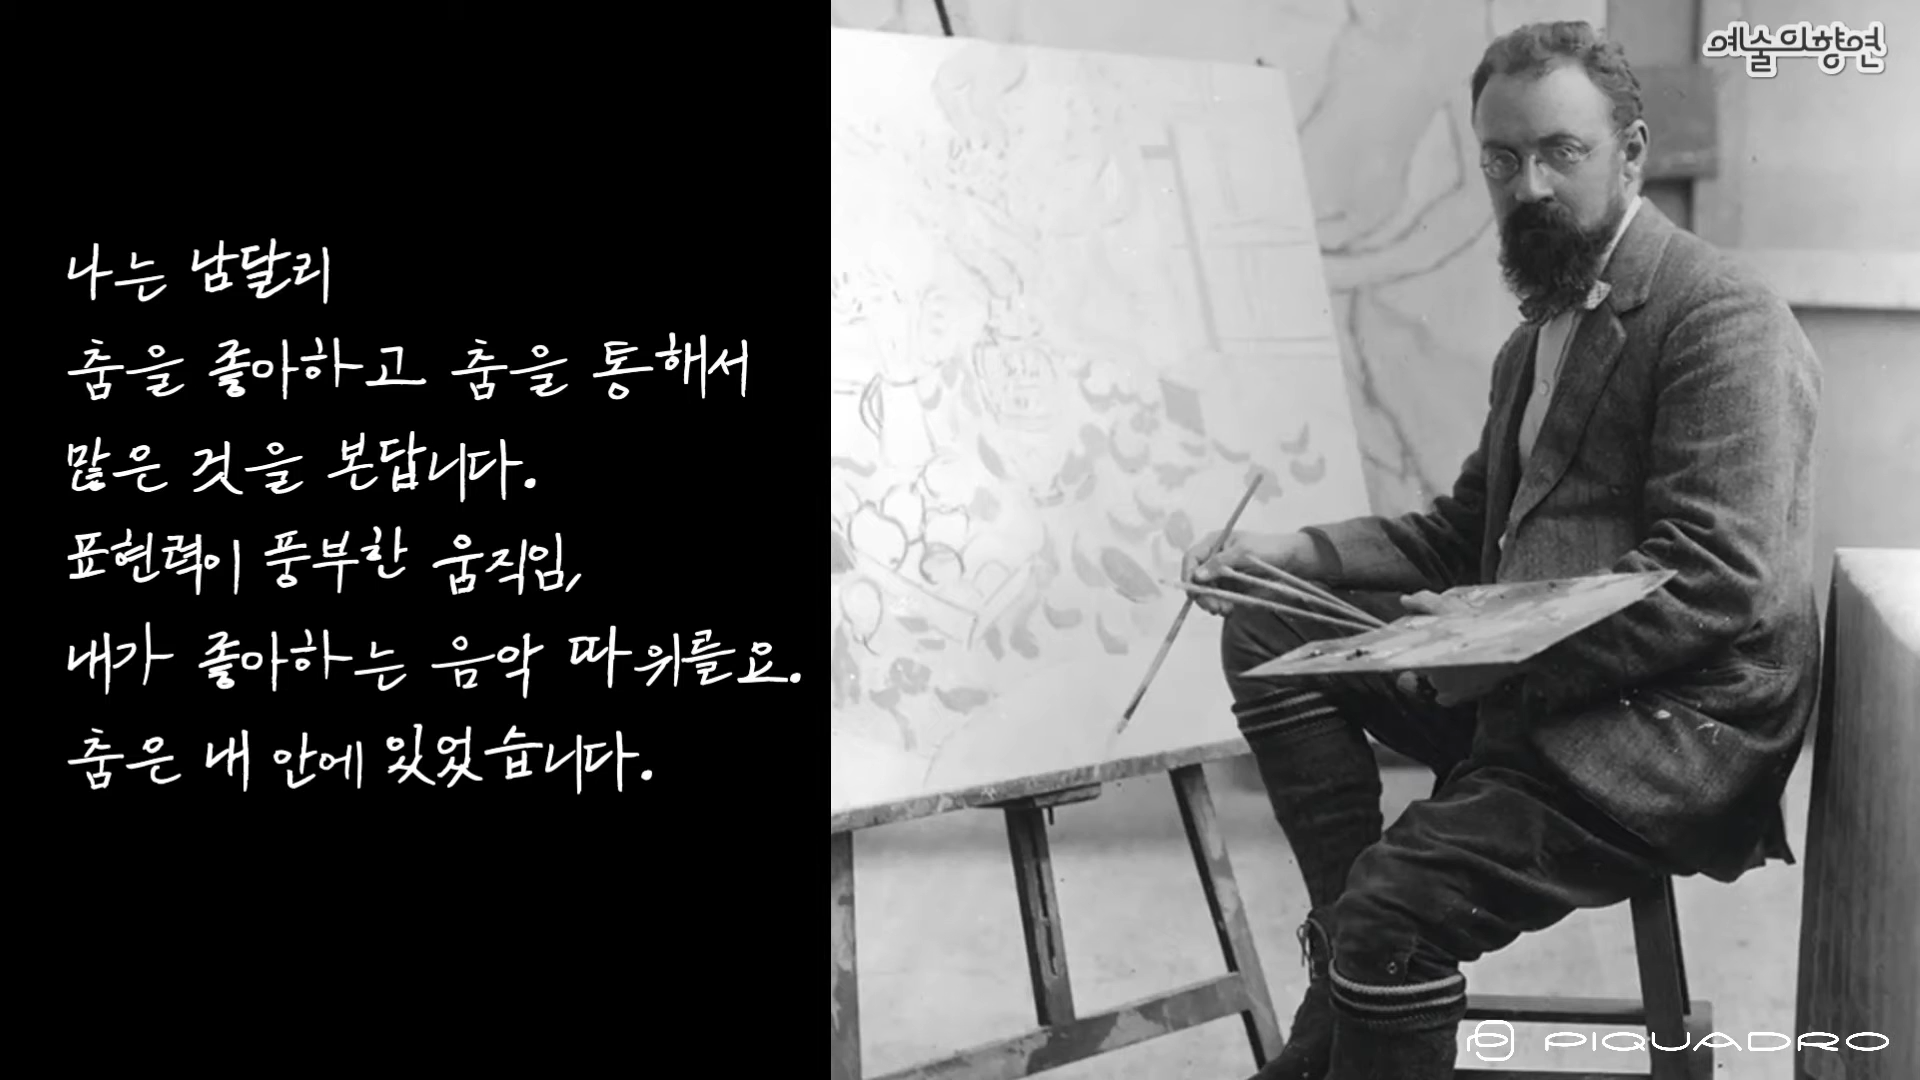 예술의향연
나는 남달리
춤을 좋아하고 춤을 통해서
많은 것을 본답니다.
표현력이 풍부한 움직임,
내가 좋아하는 음악 따위를요.
춤은 내 안에 있었습니다.
PIQUADRO